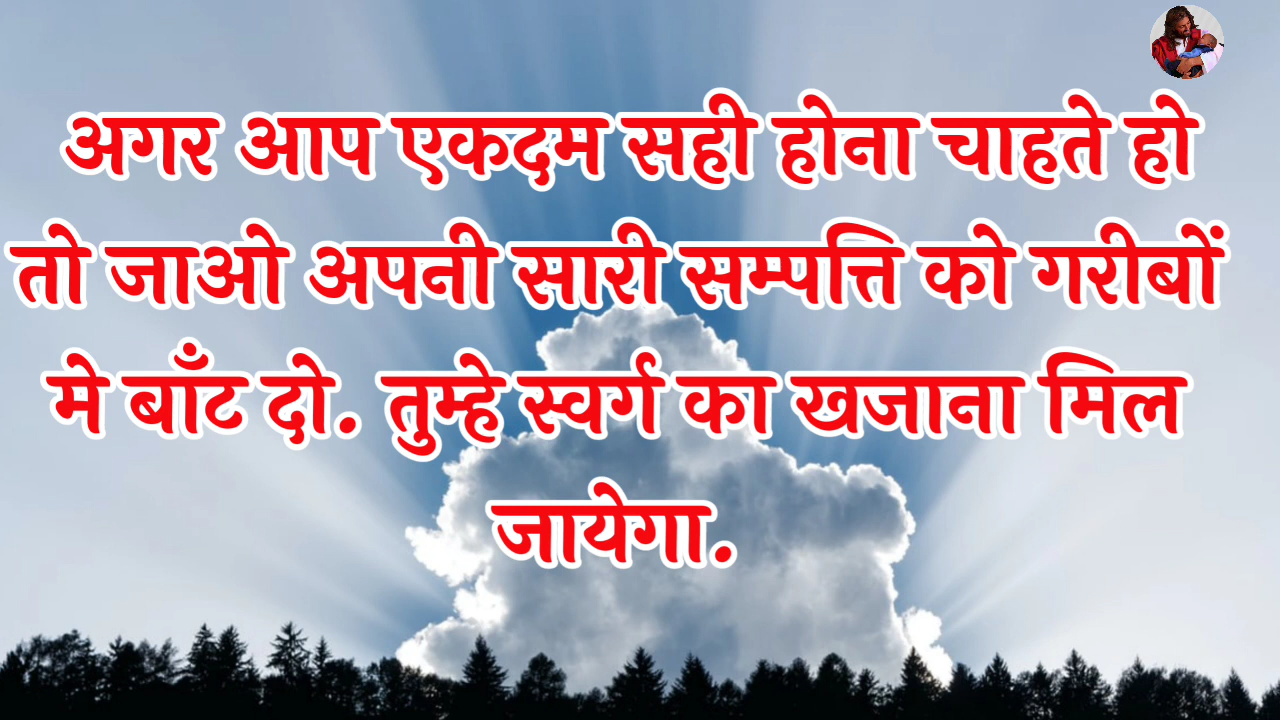 अगर आप एकदम सही होना चाहते हो
तो जाओ अपनी सारी सम्पत्ति को गरीबों
मे बाँट दो. तुम्हे स्वर्ग का खजाना मिल
जायेगा.